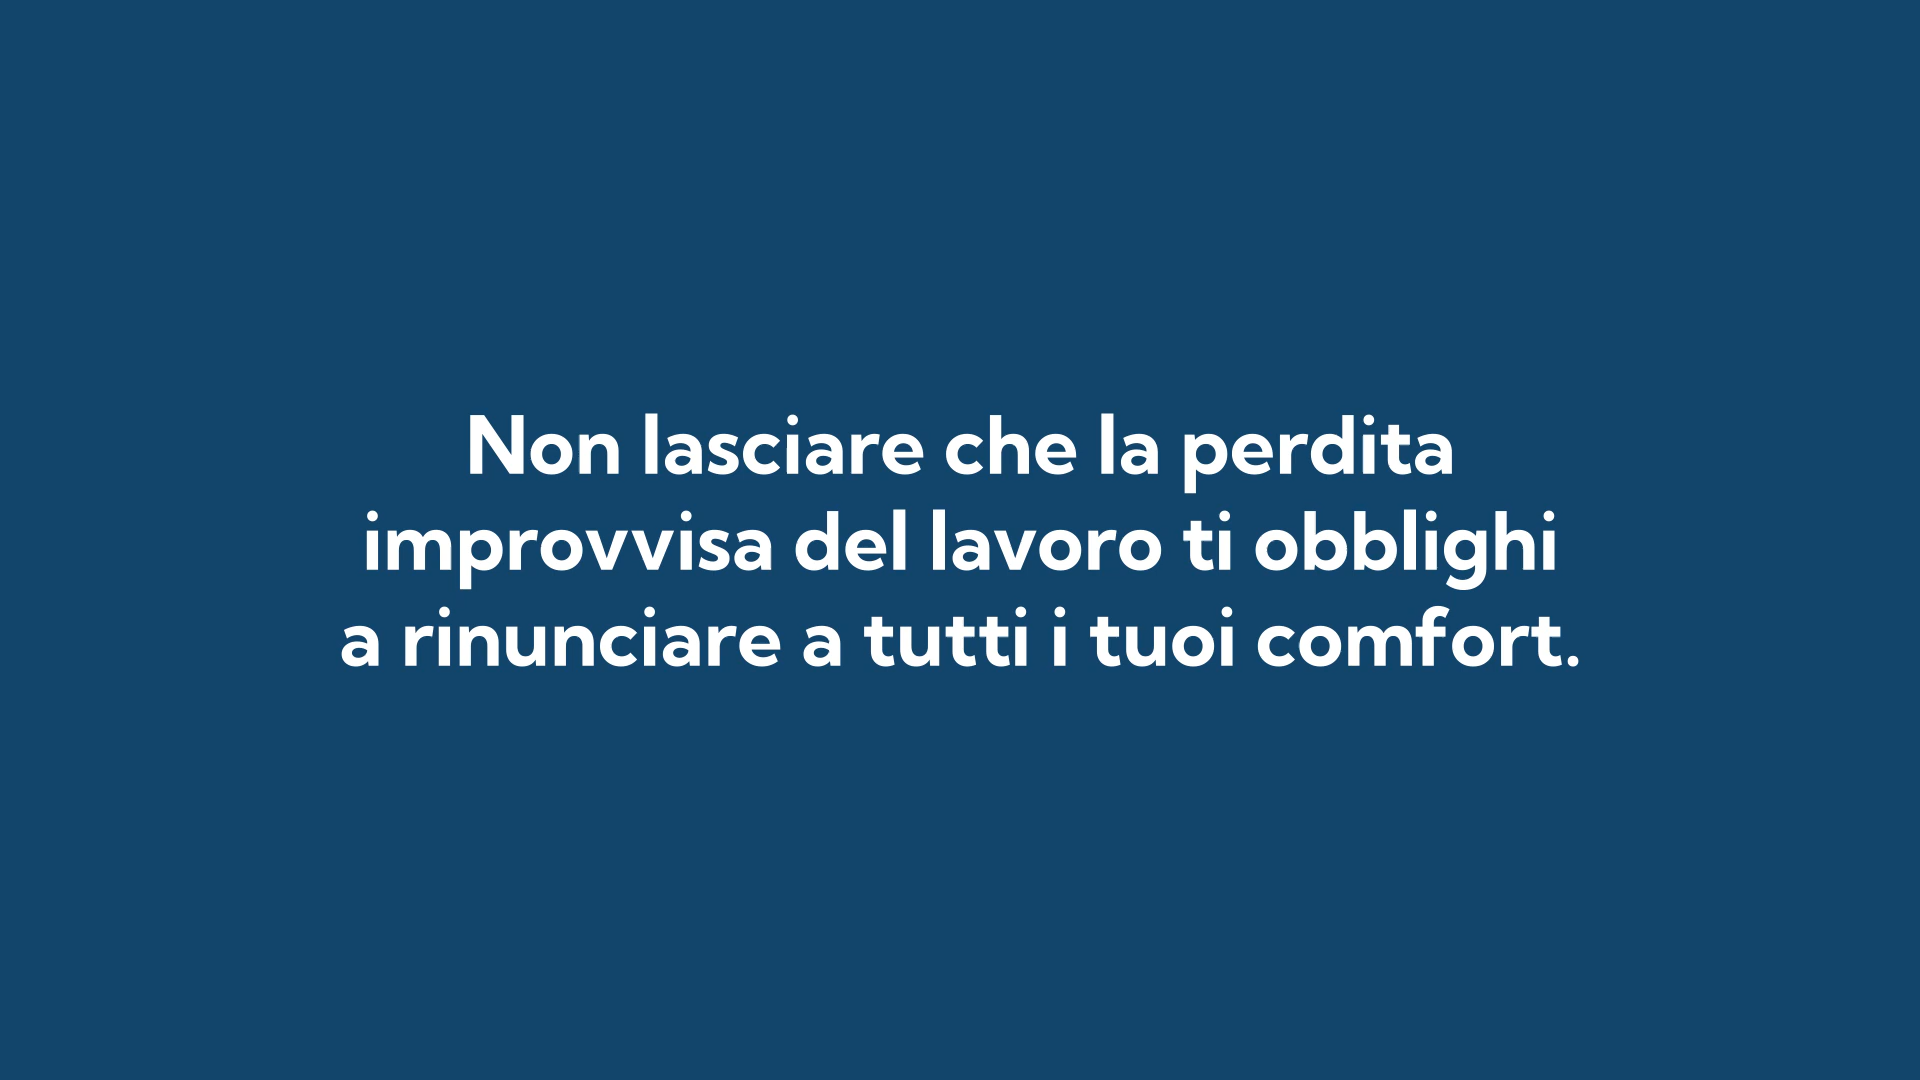 Non lasciare che la perdita
improvvisa del lavoro ti obblighi
a rinunciare a tutti i tuoi comfort.